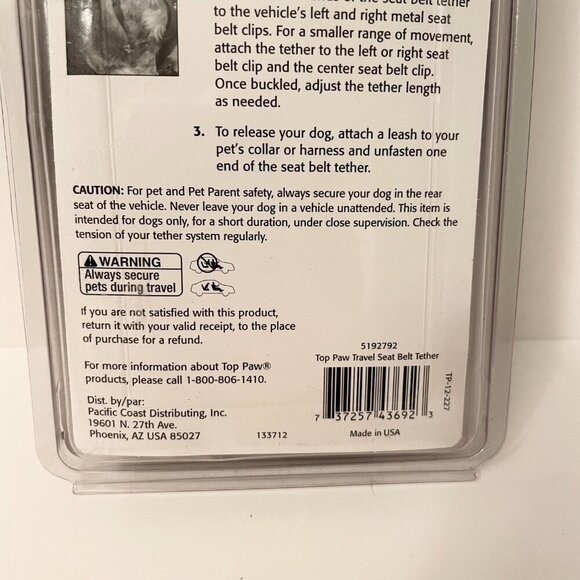 of the seat belt tether
to the vehicle's left and right metal seat
belt clips. For a smaller range of movement,
attach the tether to the left or right seat
belt clip and the center seat belt clip.
Once buckled, adjust the tether length
as needed.
3. To release your dog, attach a leash to your
pet's collar or harness and unfasten one
end of the seat belt tether.
CAUTION: For pet and Pet Parent safety, always secure your dog in the rear
seat of the vehicle. Never leave your dog in a vehicle unattended. This item is
intended for dogs only, for a short duration, under close supervision. Check the
tension of your tether system regularly.
WARNING
Always secure
pets during travel
If you are not satisfied with this product,
return it with your valid receipt, to the place
of purchase for a refund.
For more information about Top Paw®
products, please call 1-800-806-1410.
Dist. by/par:
Pacific Coast Distributing, Inc.
19601 N. 27th Ave.
Phoenix, AZ USA 85027
133712
5192792
Top Paw Travel Seat Belt Tether
7 37257 43692 3
Made in USA
TP-12-227